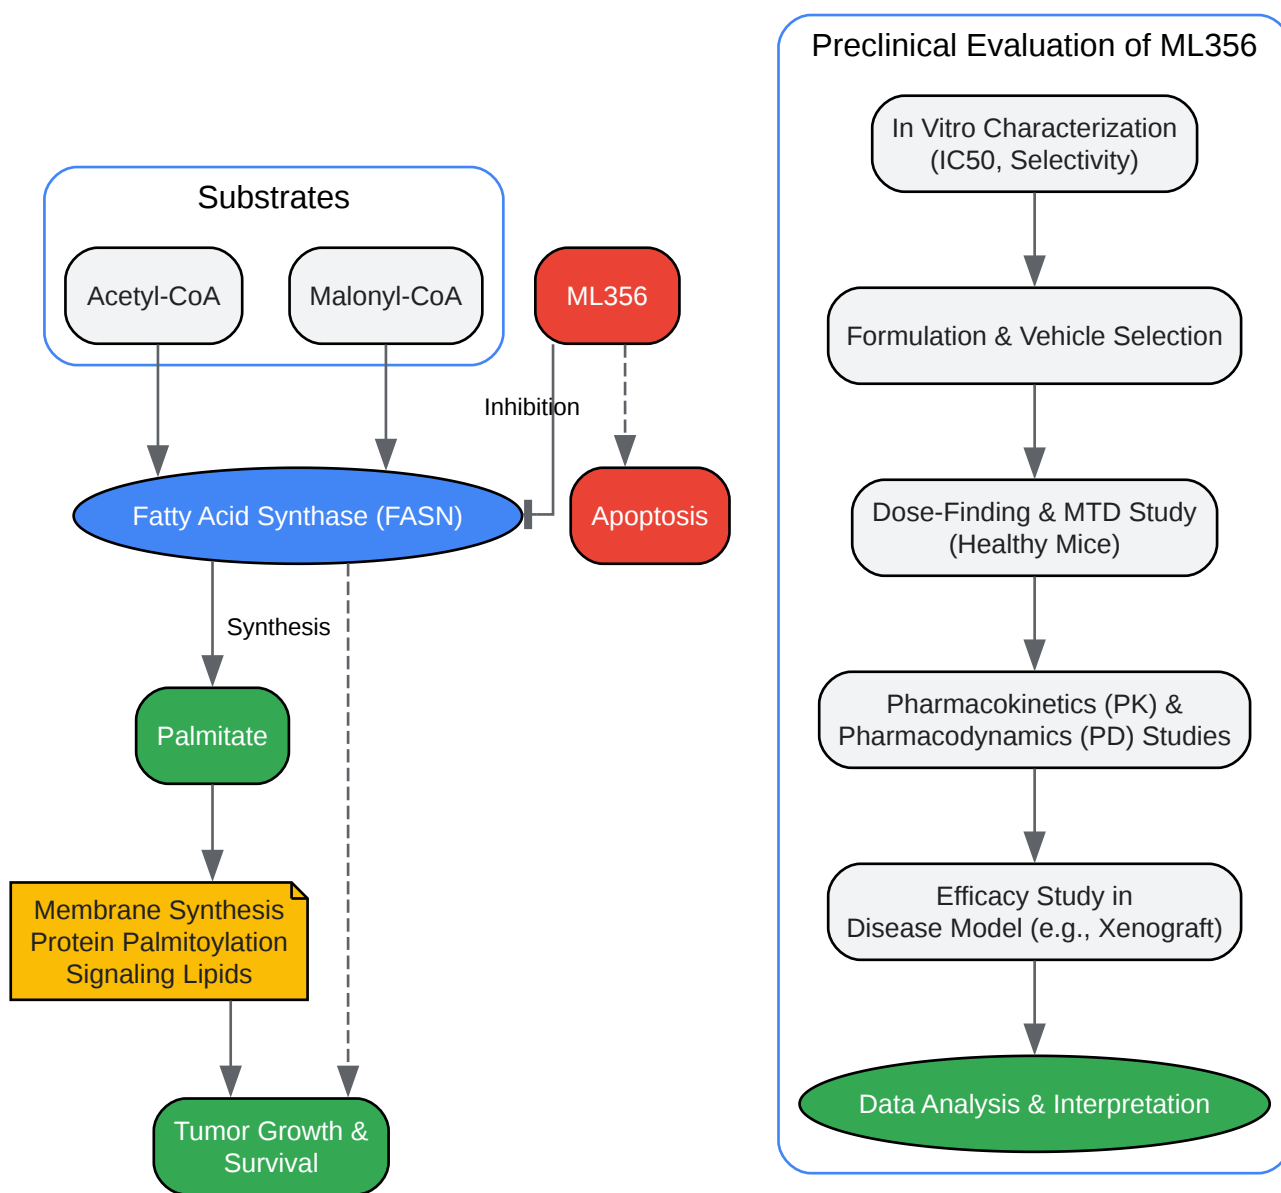 Substrates
Acetyl-CoA
Malonyl-CoA
ML356
Inhibition
Fatty Acid Synthase (FASN)
Apoptosis
Synthesis
Palmitate
Membrane Synthesis
Protein Palmitoylation
Signaling Lipids
Tumor Growth &
Survival
Preclinical Evaluation of ML356
In Vitro Characterization
(IC50, Selectivity)
Formulation & Vehicle Selection
Dose-Finding & MTD Study
(Healthy Mice)
Pharmacokinetics (PK) &
Pharmacodynamics (PD) Studies
Efficacy Study in
Disease Model (e.g., Xenograft)
Data Analysis & Interpretation